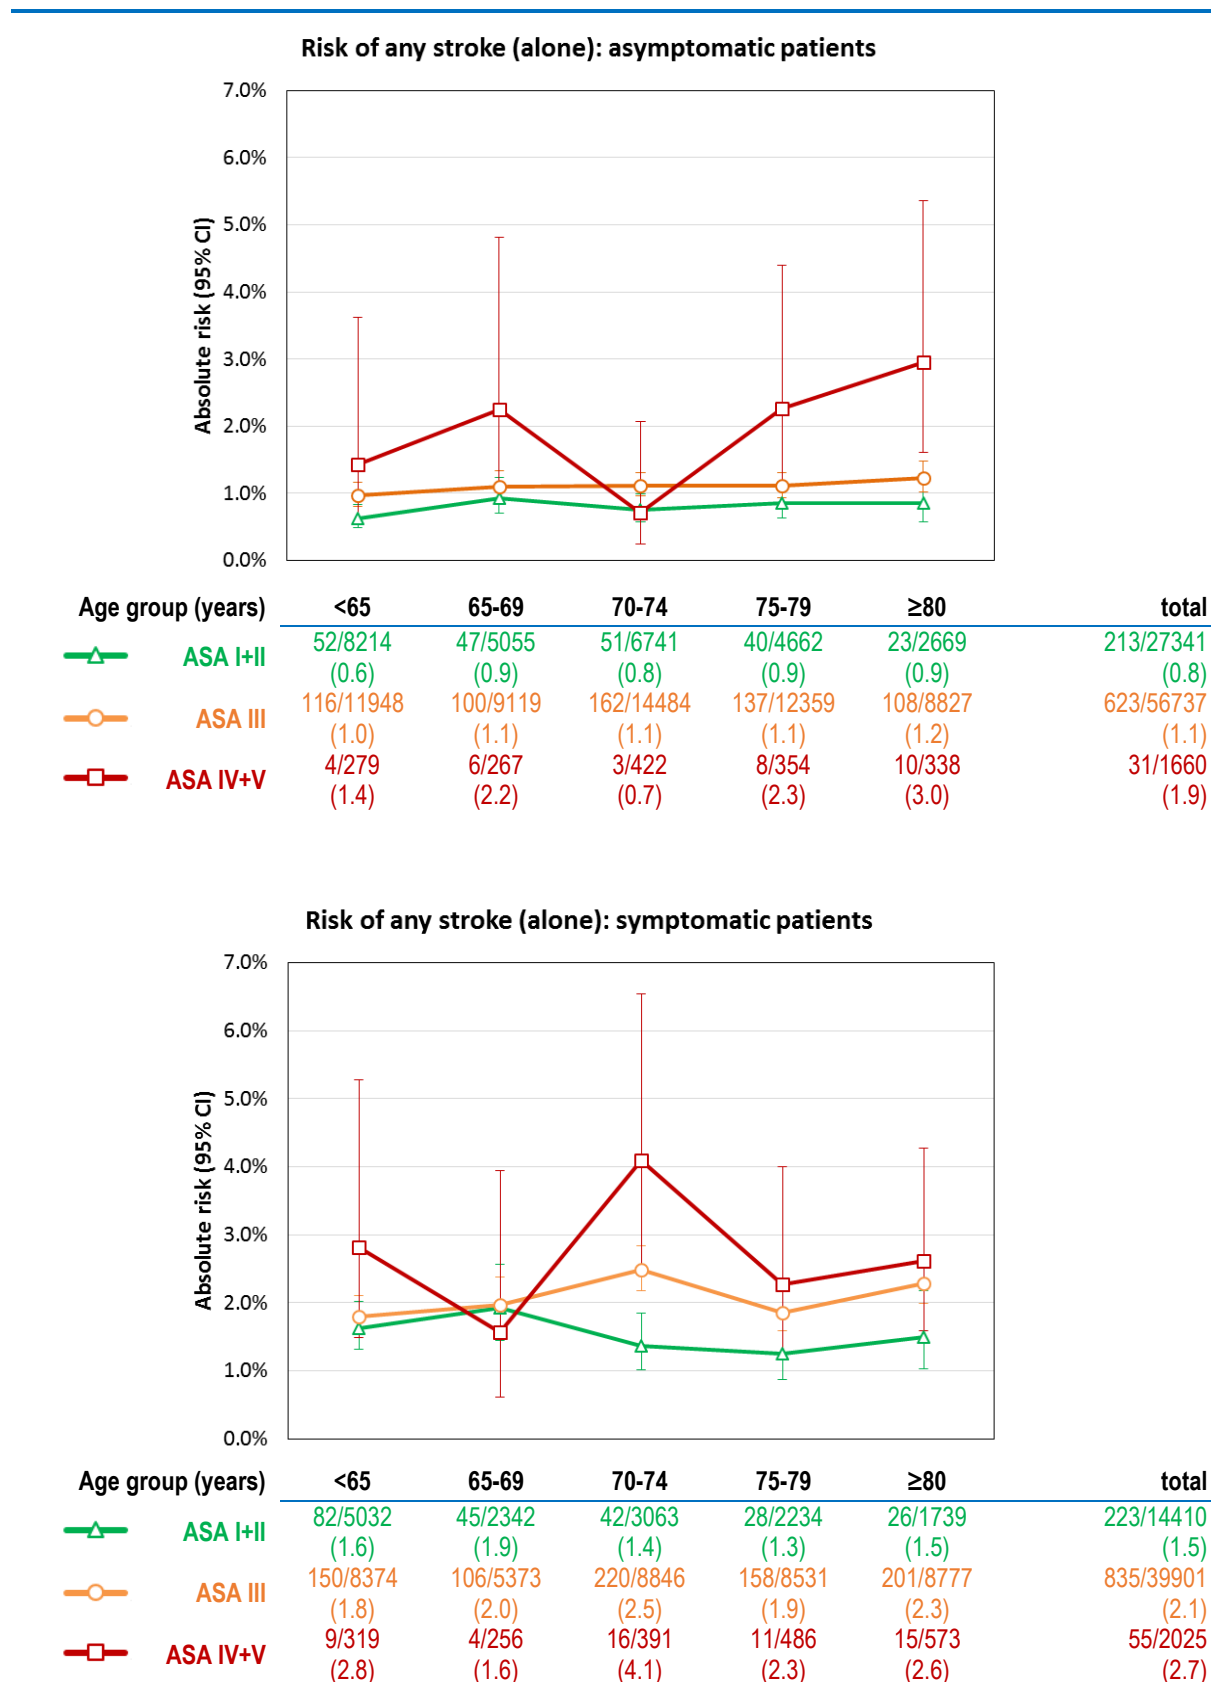 Risk of any stroke (alone): asymptomatic patients
7.0%
6.0%
5.0%
4.0%
3.0%
2.0%
1.0%
0.0%
Absolute risk (95% CI)
Age group (years) <65 65-69 70-74 75-79 ≥80 total
ASA I+II 52/8214 47/5055 51/6741 40/4662 23/2669 213/27341
(0.6) (0.9) (0.8) (0.9) (0.9) (0.8)
ASA III 116/11948 100/9119 162/14484 137/12359 108/8827 623/56737
(1.0) (1.1) (1.1) (1.1) (1.2) (1.1)
ASA IV+V 4/279 6/267 3/422 8/354 10/338 31/1660
(1.4) (2.2) (0.7) (2.3) (3.0) (1.9)
Risk of any stroke (alone): symptomatic patients
7.0%
6.0%
5.0%
4.0%
3.0%
2.0%
1.0%
0.0%
Absolute risk (95% CI)
Age group (years) <65 65-69 70-74 75-79 ≥80 total
ASA I+II 82/5032 45/2342 42/3063 28/2234 26/1739 223/14410
(1.6) (1.9) (1.4) (1.3) (1.5) (1.5)
ASA III 150/8374 106/5373 220/8846 158/8531 201/8777 835/39901
(1.8) (2.0) (2.5) (1.9) (2.3) (2.1)
ASA IV+V 9/319 4/256 16/391 11/486 15/573 55/2025
(2.8) (1.6) (4.1) (2.3) (2.6) (2.7)